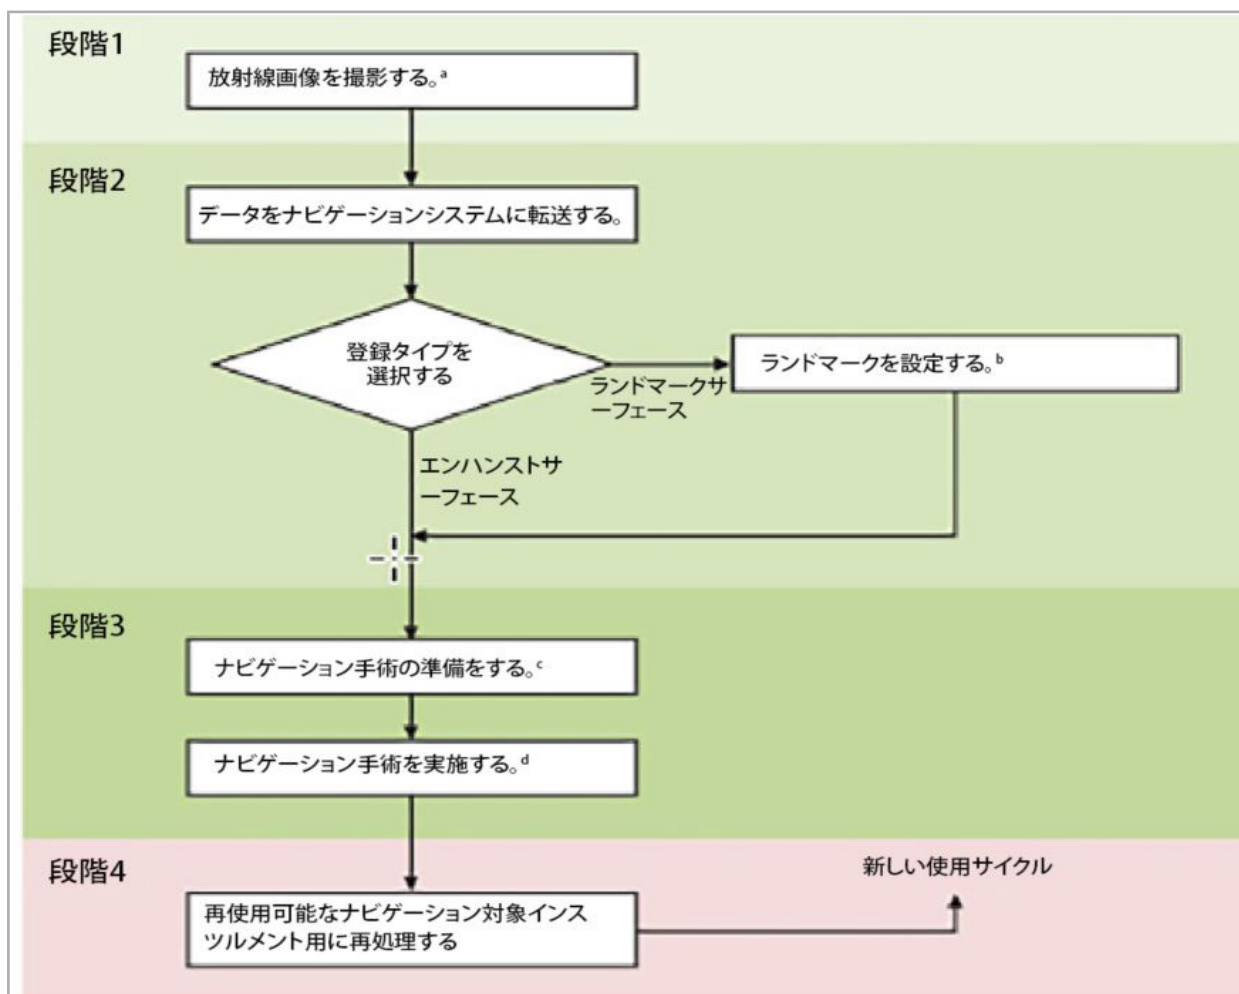 段階1
放射線画像を撮影する。a
段階2
データをナビゲーションシステムに転送する。
登録タイプを
選択する
ランドマークを設定する。b
ランドマークサ
ーフェース
エンハンストサ
ーフェース
段階3
ナビゲーション手術の準備をする。c
ナビゲーション手術を実施する。d
段階4
新しい使用サイクル
再使用可能なナビゲーション対象インス
ツルメント用に再処理する